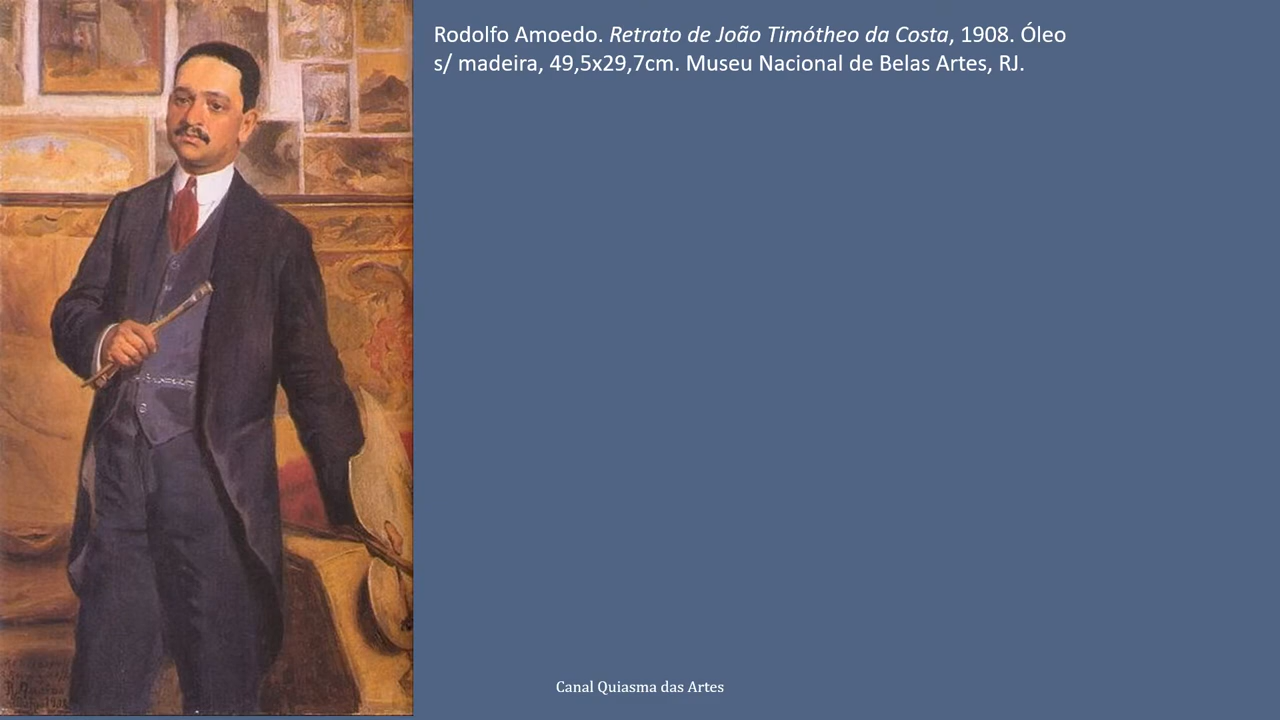 Rodolfo Amoedo. Retrato de João Timótheo da Costa, 1908. Óleo
s/ madeira, 49,5x29,7cm. Museu Nacional de Belas Artes, RJ.
Canal Quiasma das Artes